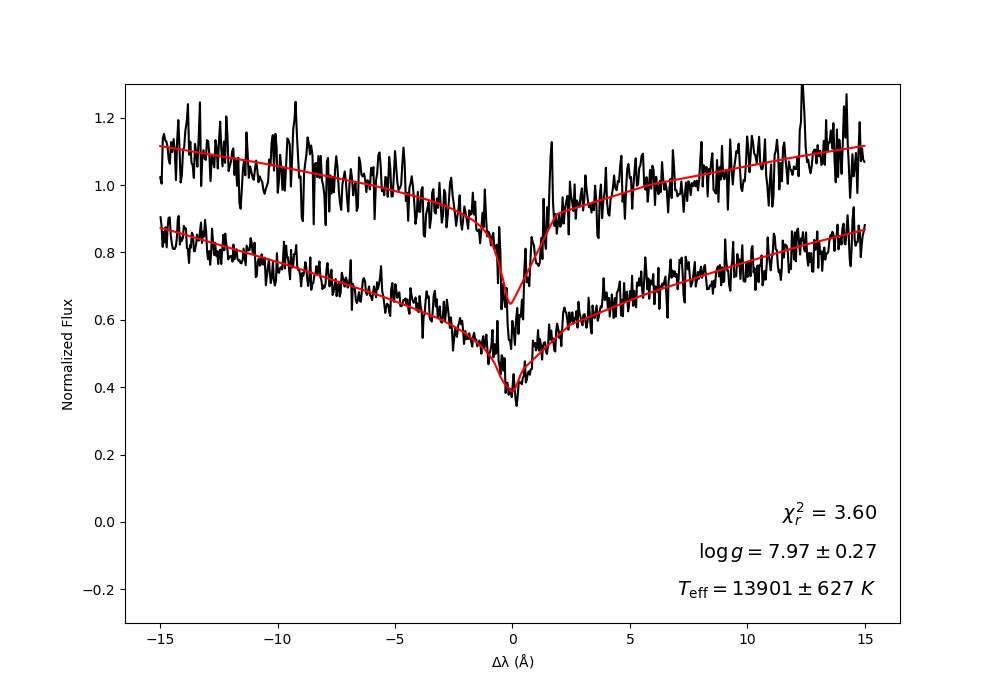 1.2
1.0
0.8
0.6
0.4
0.2
0.0
−0.2
Normalized Flux
χ²ᵣ = 3.60
log g = 7.97 ± 0.27
T_eff = 13901 ± 627 K
−15 −10 −5 0 5 10 15
Δλ (Å)